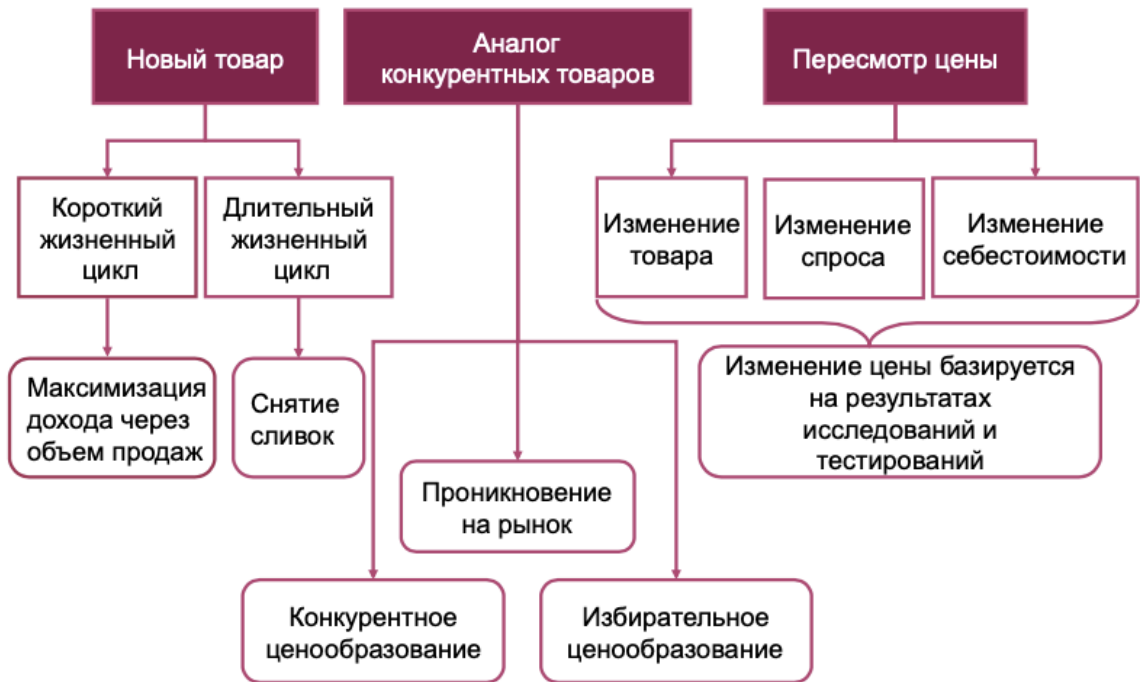 Новый товар
Аналог
конкурентных товаров
Пересмотр цены
Короткий
жизненный
цикл
Длительный
жизненный
цикл
Изменение
товара
Изменение
спроса
Изменение
себестоимости
Максимизация
дохода через
объем продаж
Снятие
сливок
Изменение цены базируется
на результатах
исследований и
тестирований
Проникновение
на рынок
Конкурентное
ценообразование
Избирательное
ценообразование